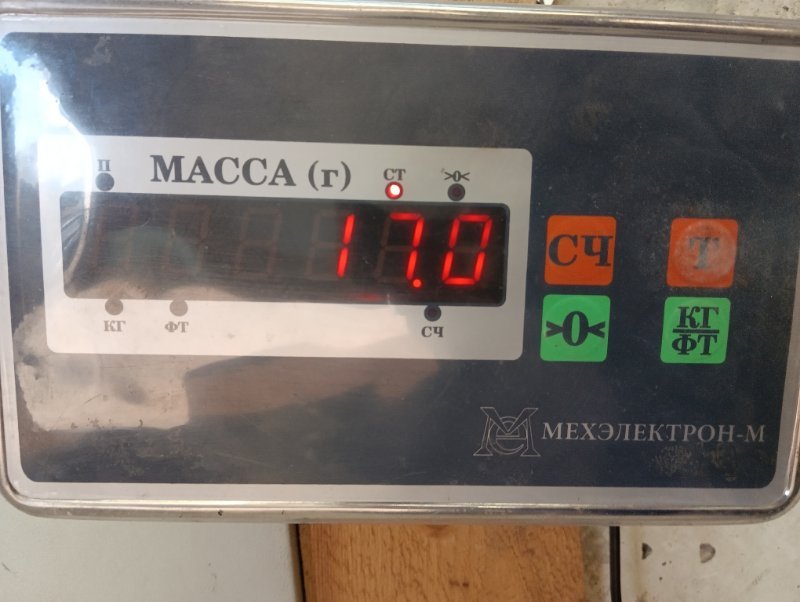 П
МАССА (г)
СТ
>0<
17.0
КГ
ФТ
СЧ
СЧ
Т
>0<
КГ
ФТ
МЕХЭЛЕКТРОН-М